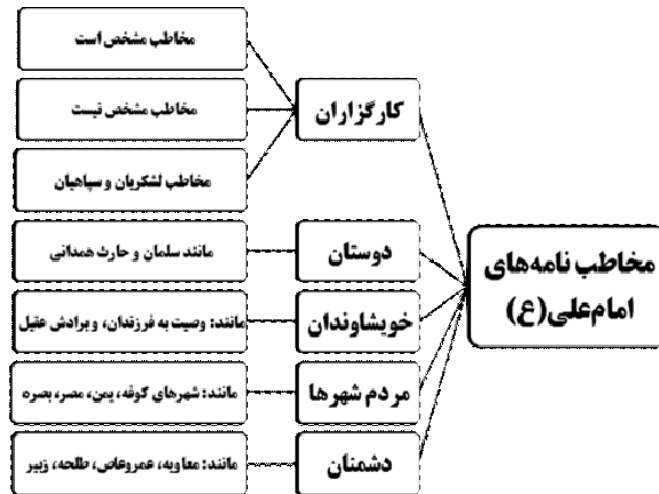 مخاطب نامه‌های
امام‌علی(ع)
کارگزاران
مخاطب مشخص است
مخاطب مشخص نیست
مخاطب لشکریان و سپاهیان
دوستان
مانند سلمان و حارث همدانی
خویشاوندان
مانند: وصیت به فرزندان، و برادش عقیل
مردم شهرها
مانند: شهرهای کوفه، یمن، مصر، بصره
دشمنان
مانند: معاویه، عمروعاص، طلحه، زبیر